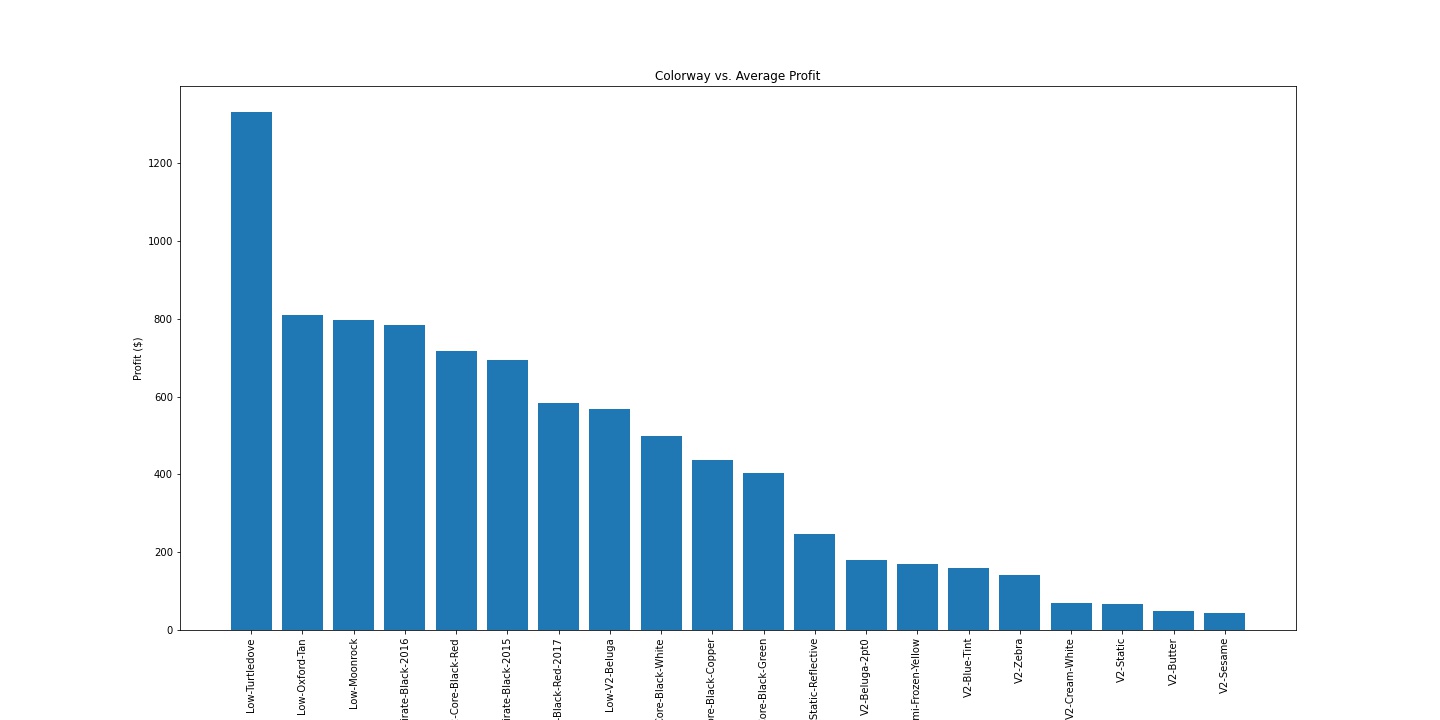 Colorway vs. Average Profit
Profit ($)
1200
1000
800
600
400
200
0
Low-Turtledove
Low-Oxford-Tan
Low-Moonrock
irate-Black-2016
-Core-Black-Red
irate-Black-2015
-Black-Red-2017
Low-V2-Beluga
Core-Black-White
ore-Black-Copper
ore-Black-Green
Static-Reflective
V2-Beluga-2pt0
mi-Frozen-Yellow
V2-Blue-Tint
V2-Zebra
V2-Cream-White
V2-Static
V2-Butter
V2-Sesame